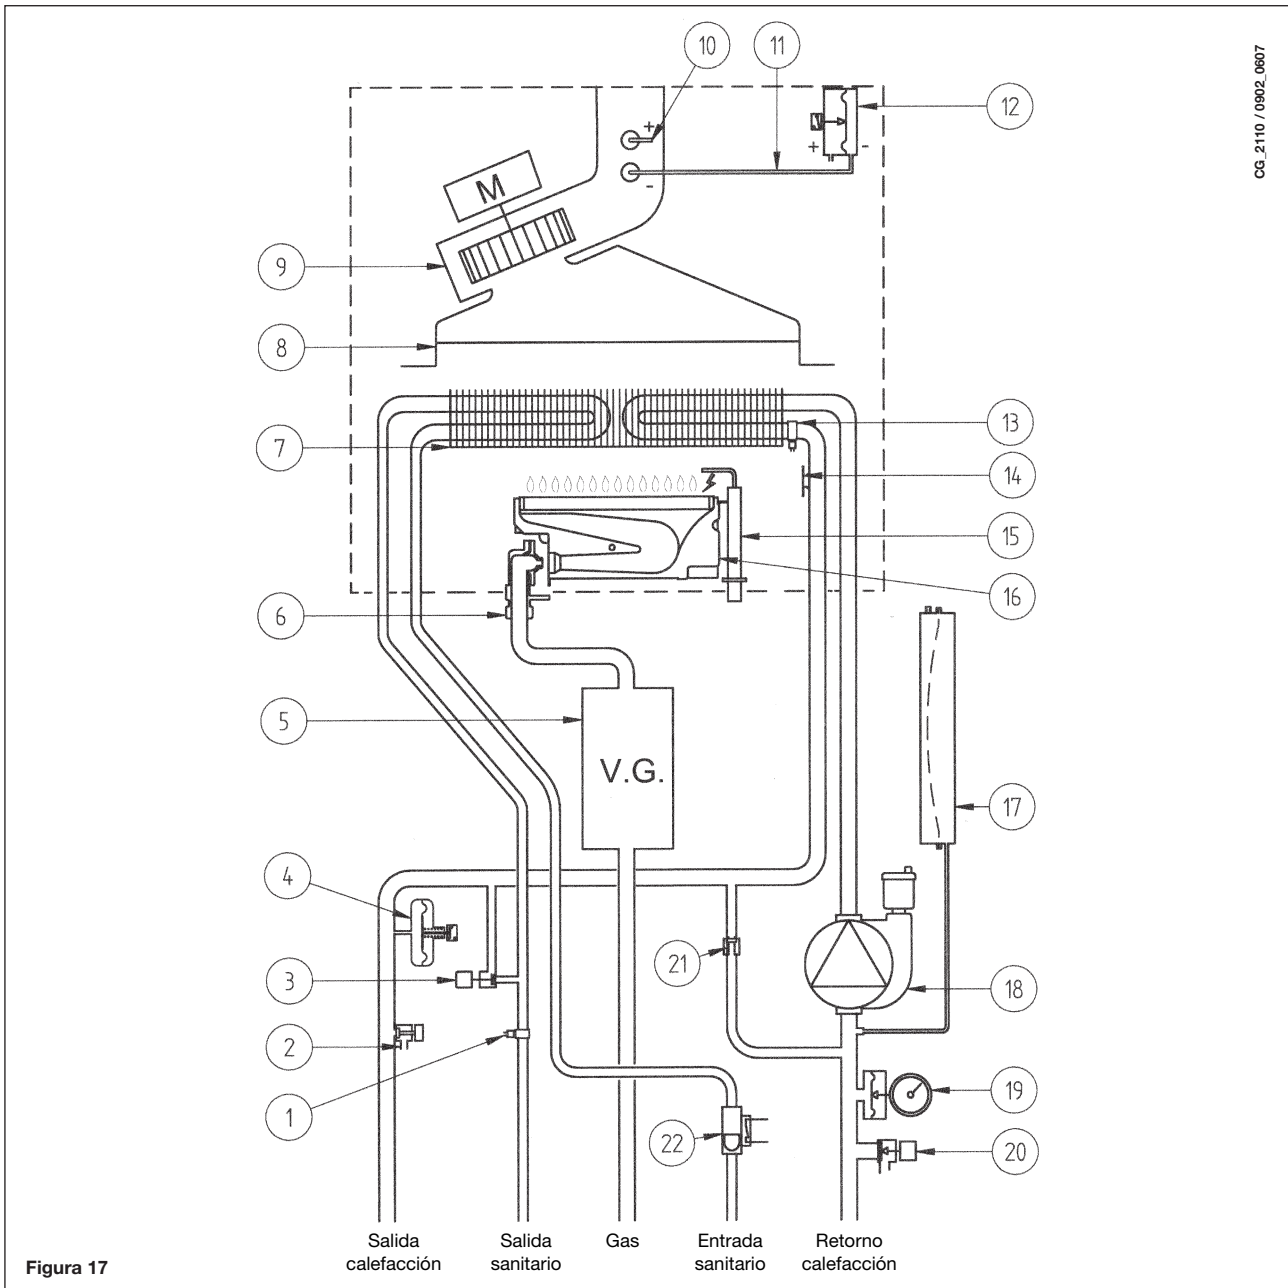 10
11
12
CG_2110 / 0902_0607
+
-
+
-
M
9
8
7
13
14
15
16
6
5
V.G.
17
4
3
21
18
2
1
19
22
20
Salida
calefacción
Salida
sanitario
Gas
Entrada
sanitario
Retorno
calefacción
Figura 17